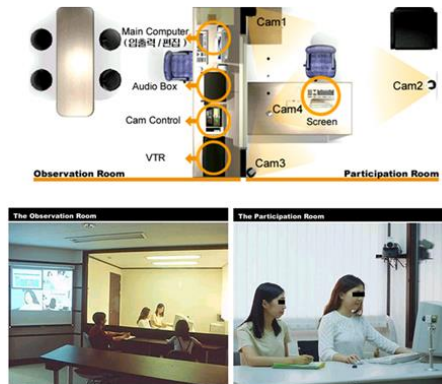 Cam1
Main Computer
(입출력/편집)
Audio Box
Cam2
Cam Control
Cam4
Screen
VTR
Cam3
Observation Room
Participation Room
The Observation Room
The Participation Room